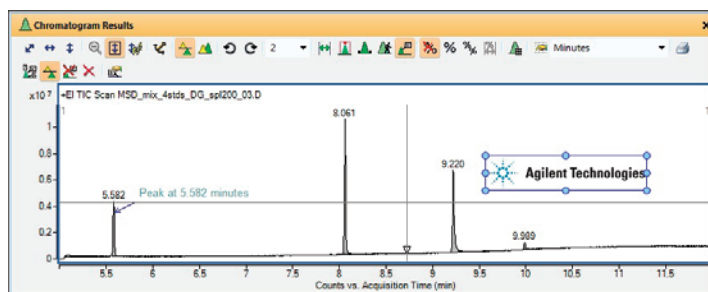 Chromatogram Results
2 Minutes
x10 7 +EI TIC Scan MSD_mix_4stds_DG_spl200_03.D
1 1
8.061
1
0.8
9.220
Agilent Technologies
0.6
5.582 Peak at 5.582 minutes
0.4
0.2
9.989
0
5.5 6 6.5 7 7.5 8 8.5 9 9.5 10 10.5 11 11.5
Counts vs. Acquisition Time (min)